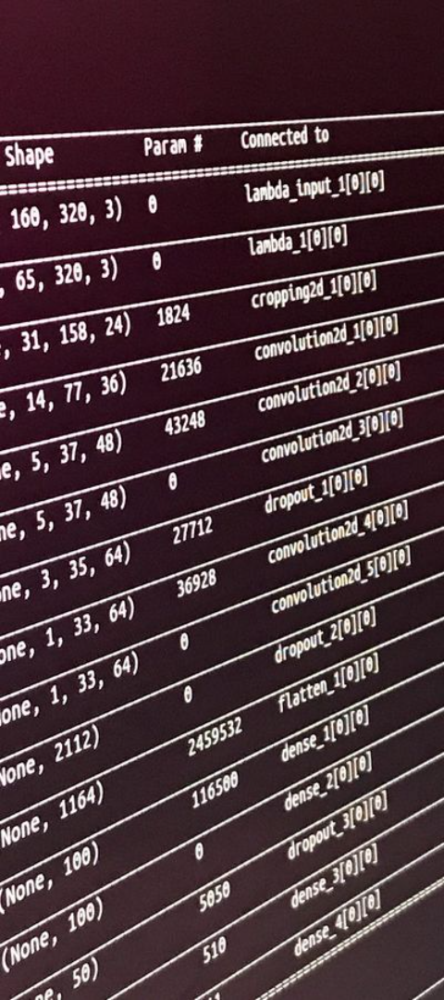 Shape Param # Connected to
160, 320, 3) 0 lambda_input_1[0][0]
, 65, 320, 3) 0 lambda_1[0][0]
, 31, 158, 24) 1824 cropping2d_1[0][0]
e, 14, 77, 36) 21636 convolution2d_1[0][0]
ne, 5, 37, 48) 43248 convolution2d_2[0][0]
ne, 5, 37, 48) 0 convolution2d_3[0][0]
one, 3, 35, 64) 27712 dropout_1[0][0]
one, 1, 33, 64) 36928 convolution2d_4[0][0]
one, 1, 33, 64) 0 convolution2d_5[0][0]
None, 2112) 0 dropout_2[0][0]
None, 1164) 2459532 flatten_1[0][0]
(None, 100) 116500 dense_1[0][0]
(None, 100) 0 dense_2[0][0]
e, 50) 5050 dropout_3[0][0]
510 dense_3[0][0]
dense_4[0][0]